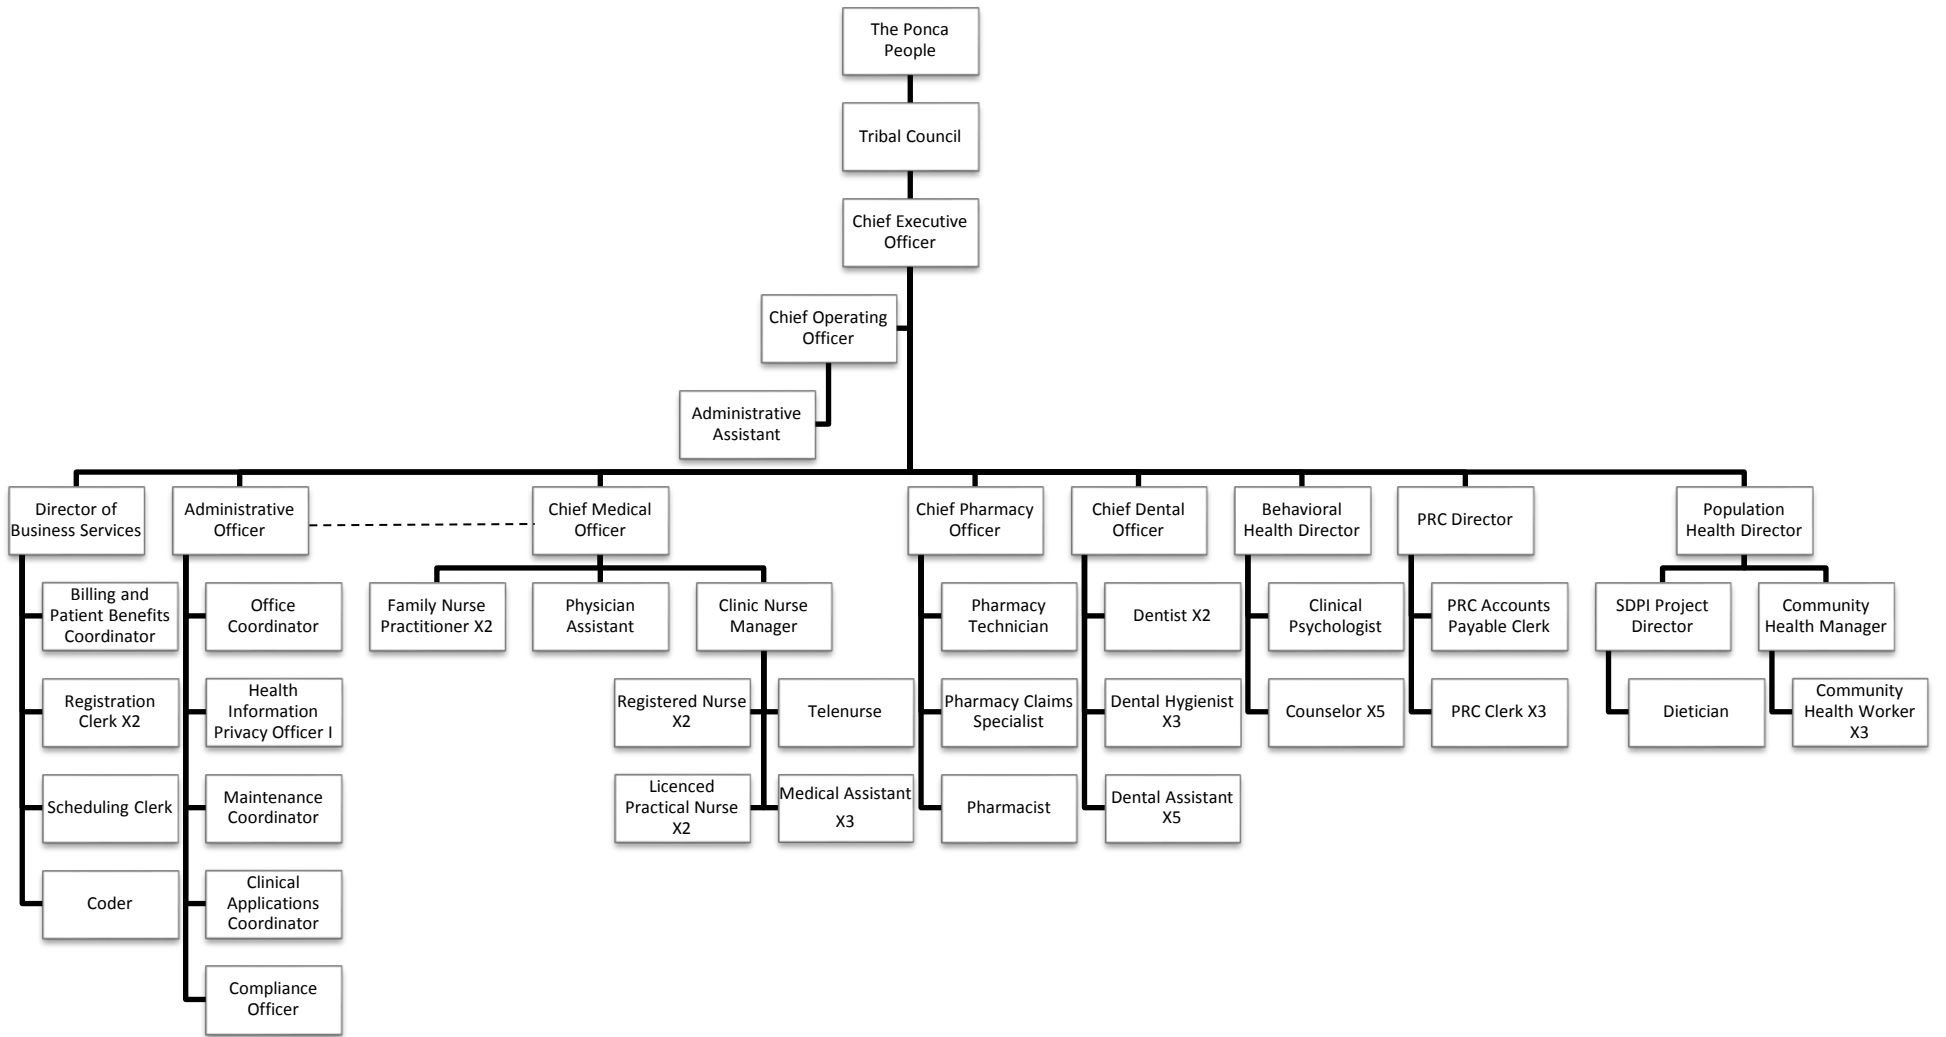 The Ponca
People
Tribal Council
Chief Executive
Officer
Chief Operating
Officer
Administrative
Assistant
Director of
Business Services
Administrative
Officer
Chief Medical
Officer
Chief Pharmacy
Officer
Chief Dental
Officer
Behavioral
Health Director
PRC Director
Population
Health Director
Billing and
Patient Benefits
Coordinator
Registration
Clerk X2
Scheduling Clerk
Coder
Office
Coordinator
Health
Information
Privacy Officer I
Maintenance
Coordinator
Clinical
Applications
Coordinator
Compliance
Officer
Family Nurse
Practitioner X2
Physician
Assistant
Clinic Nurse
Manager
Registered Nurse
X2
Telenurse
Licenced
Practical Nurse
X2
Medical Assistant
X3
Pharmacy
Technician
Pharmacy Claims
Specialist
Pharmacist
Dentist X2
Dental Hygienist
X3
Dental Assistant
X5
Clinical
Psychologist
Counselor X5
PRC Accounts
Payable Clerk
PRC Clerk X3
SDPI Project
Director
Dietician
Community
Health Manager
Community
Health Worker
X3